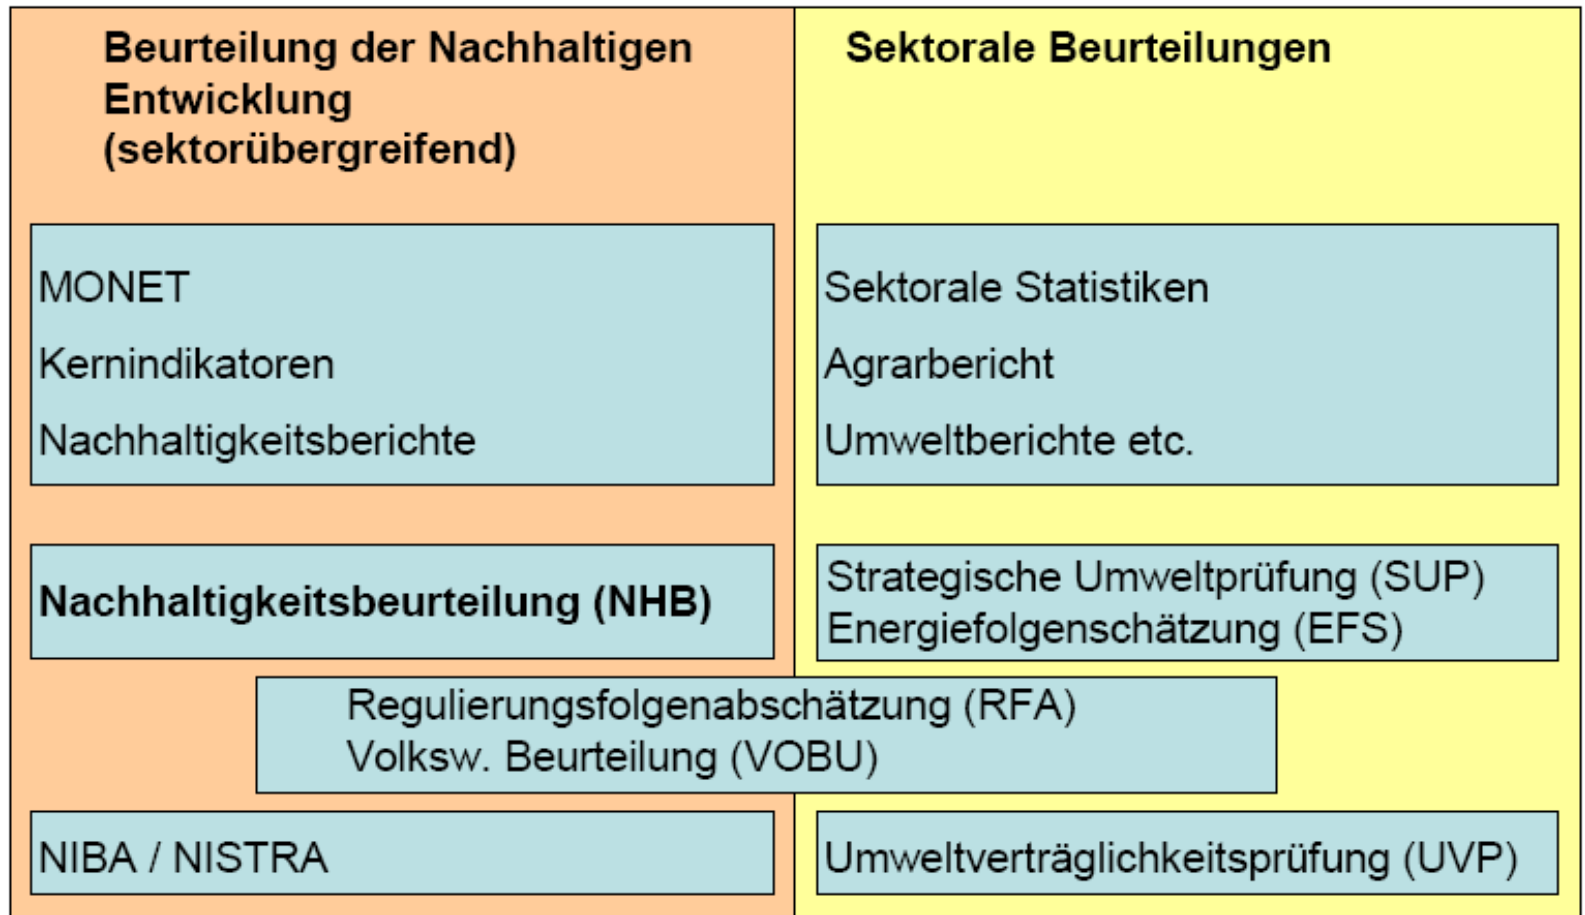 Beurteilung der Nachhaltigen
Entwicklung
(sektorübergreifend)
Sektorale Beurteilungen
MONET
Kernindikatoren
Nachhaltigkeitsberichte
Sektorale Statistiken
Agrarbericht
Umweltberichte etc.
Nachhaltigkeitsbeurteilung (NHB)
Strategische Umweltprüfung (SUP)
Energiefolgenschätzung (EFS)
Regulierungsfolgenabschätzung (RFA)
Volksw. Beurteilung (VOBU)
NIBA / NISTRA
Umweltverträglichkeitsprüfung (UVP)